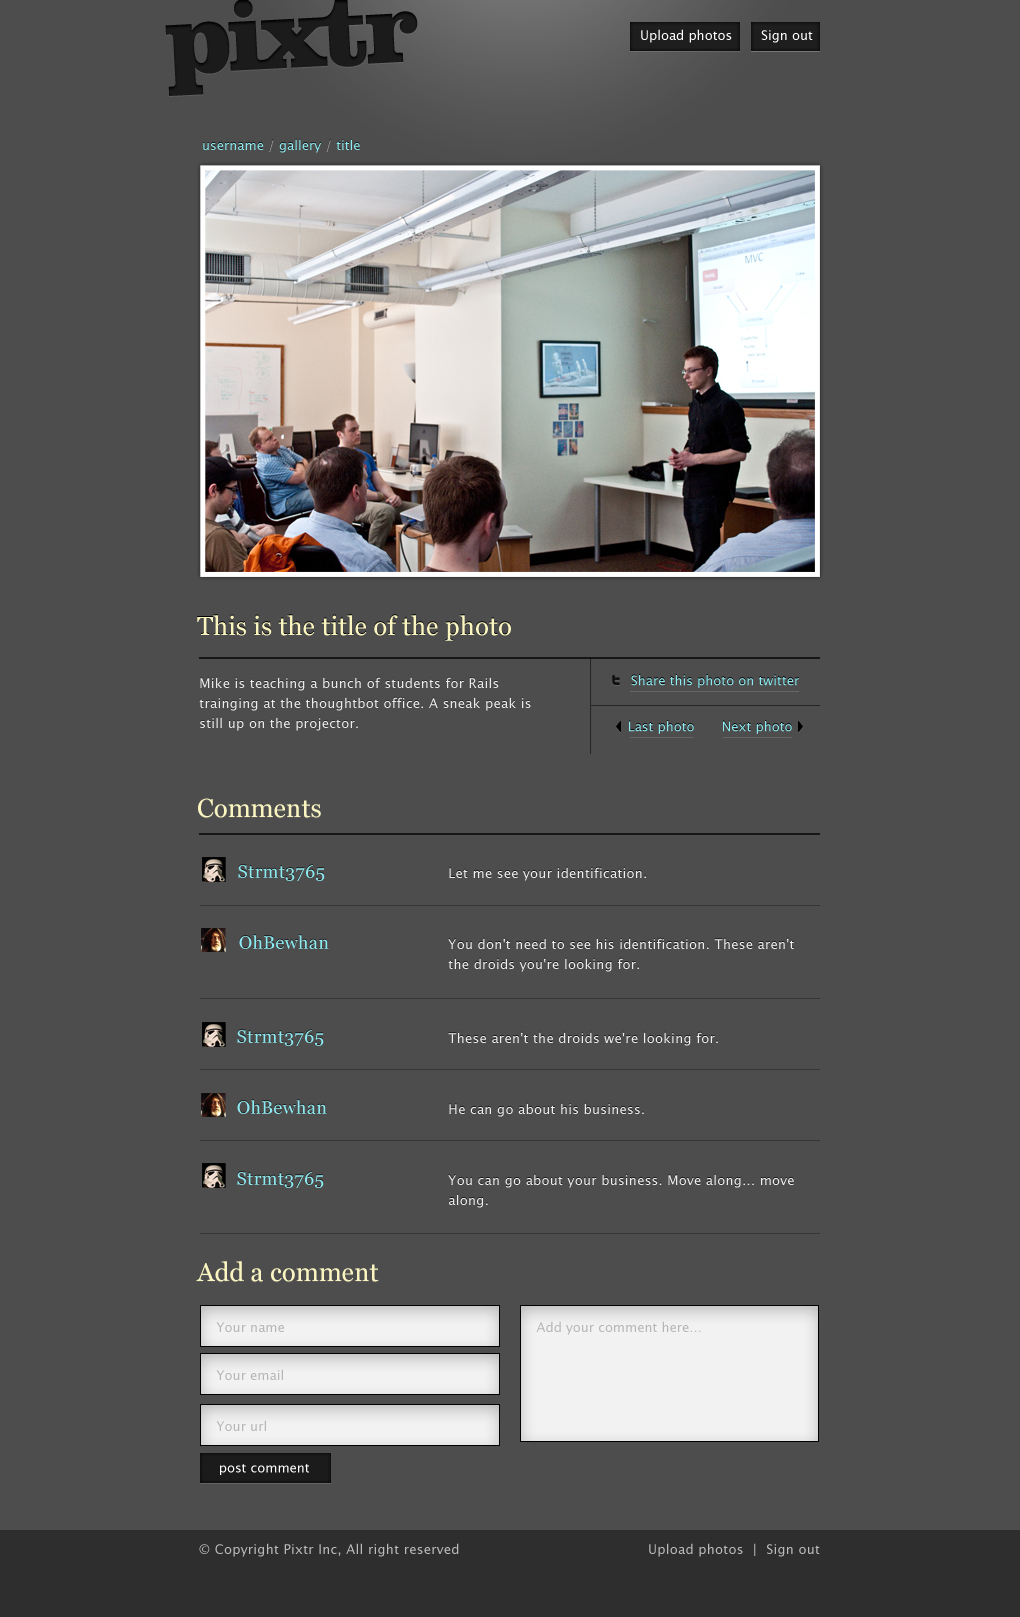 pixtr
Upload photos
Sign out
username / gallery / title
MVC
This is the title of the photo
Mike is teaching a bunch of students for Rails
trainging at the thoughtbot office. A sneak peak is
still up on the projector.
Share this photo on twitter
Last photo
Next photo
Comments
Strmt3765
Let me see your identification.
OhBewhan
You don't need to see his identification. These aren't
the droids you're looking for.
Strmt3765
These aren't the droids we're looking for.
OhBewhan
He can go about his business.
Strmt3765
You can go about your business. Move along... move
along.
Add a comment
Your name
Add your comment here...
Your email
Your url
post comment
© Copyright Pixtr Inc, All right reserved
Upload photos | Sign out